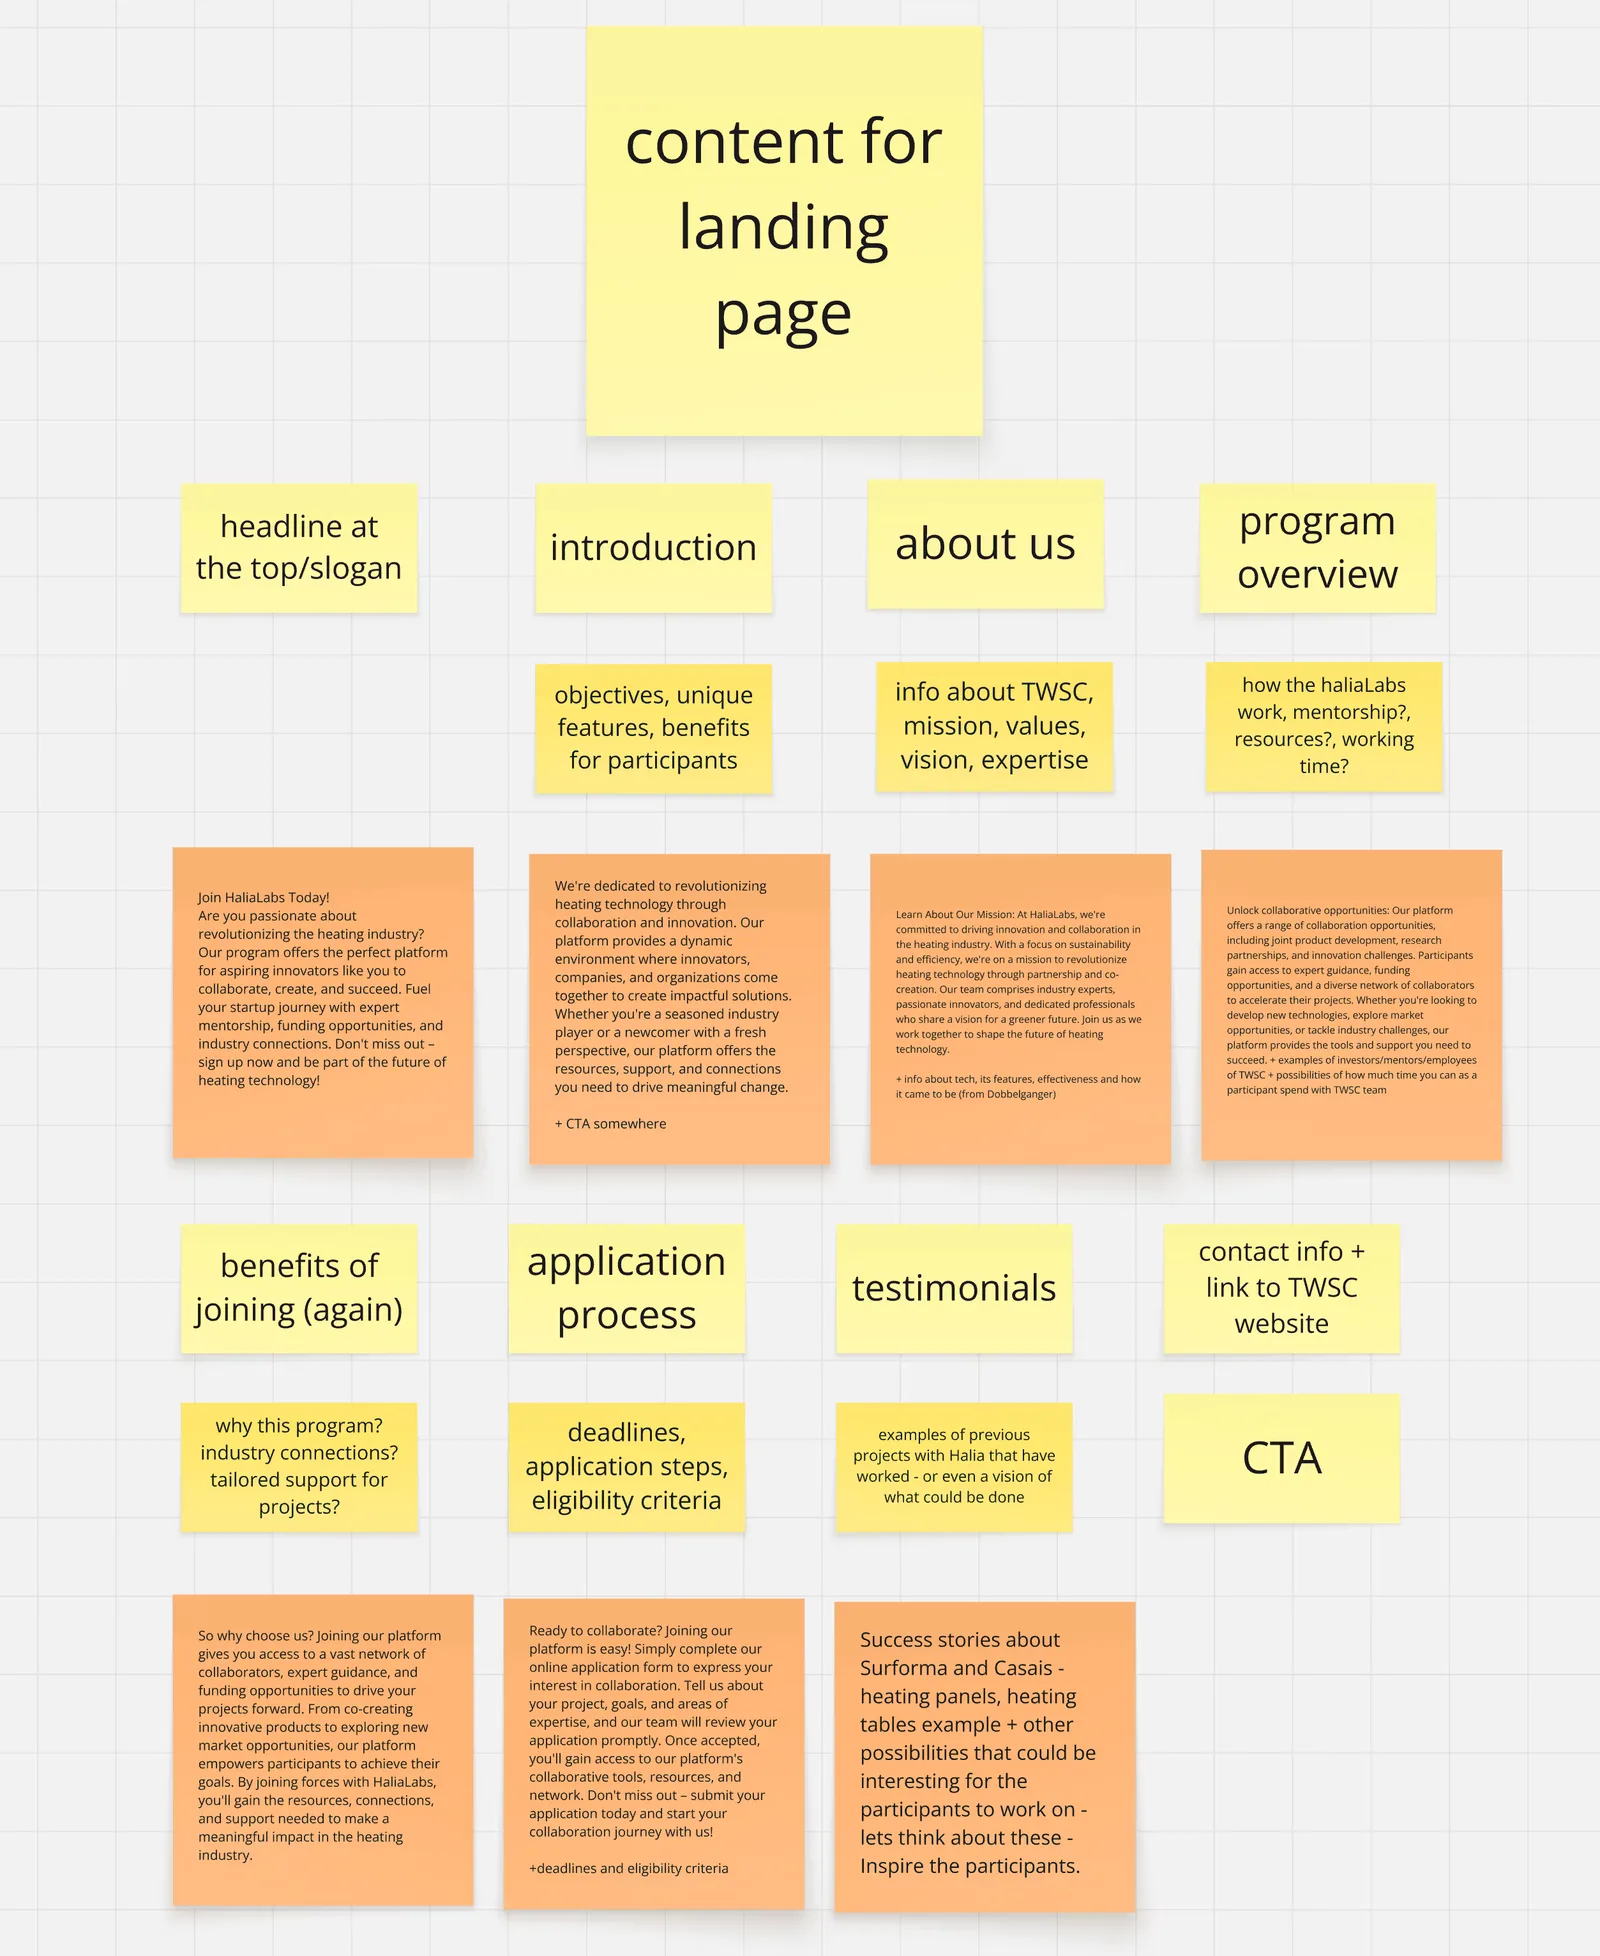 content for
landing
page
headline at
the top/slogan
introduction
about us
program
overview
objectives, unique
features, benefits
for participants
info about TWSC,
mission, values,
vision, expertise
how the haliaLabs
work, mentorship?,
resources?, working
time?
Join HaliaLabs Today!
Are you passionate about
revolutionizing the heating industry?
Our program offers the perfect platform
for aspiring innovators like you to
collaborate, create, and succeed. Fuel
your startup journey with expert
mentorship, funding opportunities, and
industry connections. Don't miss out –
sign up now and be part of the future of
heating technology!
We're dedicated to revolutionizing
heating technology through
collaboration and innovation. Our
platform provides a dynamic
environment where innovators,
companies, and organizations come
together to create impactful solutions.
Whether you're a seasoned industry
player or a newcomer with a fresh
perspective, our platform offers the
resources, support, and connections
you need to drive meaningful change.
+ CTA somewhere
Learn About Our Mission: At HaliaLabs, we're
committed to driving innovation and collaboration in
the heating industry. With a focus on sustainability
and efficiency, we're on a mission to revolutionize
heating technology through partnership and co-
creation. Our team comprises industry experts,
passionate innovators, and dedicated professionals
who share a vision for a greener future. Join us as we
work together to shape the future of heating
technology.
+ info about tech, its features, effectiveness and how
it came to be (from Dobbelganger)
Unlock collaborative opportunities: Our platform
offers a range of collaboration opportunities,
including joint product development, research
partnerships, and innovation challenges. Participants
gain access to expert guidance, funding
opportunities, and a diverse network of collaborators
to accelerate their projects. Whether you're looking to
develop new technologies, explore market
opportunities, or tackle industry challenges, our
platform provides the tools and support you need to
succeed. + examples of investors/mentors/employees
of TWSC + possibilities of how much time you can as a
participant spend with TWSC team
benefits of
joining (again)
application
process
testimonials
contact info +
link to TWSC
website
why this program?
industry connections?
tailored support for
projects?
deadlines,
application steps,
eligibility criteria
examples of previous
projects with Halia that have
worked - or even a vision of
what could be done
CTA
So why choose us? Joining our platform
gives you access to a vast network of
collaborators, expert guidance, and
funding opportunities to drive your
projects forward. From co-creating
innovative products to exploring new
market opportunities, our platform
empowers participants to achieve their
goals. By joining forces with HaliaLabs,
you'll gain the resources, connections,
and support needed to make a
meaningful impact in the heating
industry.
Ready to collaborate? Joining our
platform is easy! Simply complete our
online application form to express your
interest in collaboration. Tell us about
your project, goals, and areas of
expertise, and our team will review your
application promptly. Once accepted,
you'll gain access to our platform's
collaborative tools, resources, and
network. Don't miss out – submit your
application today and start your
collaboration journey with us!
+deadlines and eligibility criteria
Success stories about
Surforma and Casais -
heating panels, heating
tables example + other
possibilities that could be
interesting for the
participants to work on -
lets think about these -
Inspire the participants.